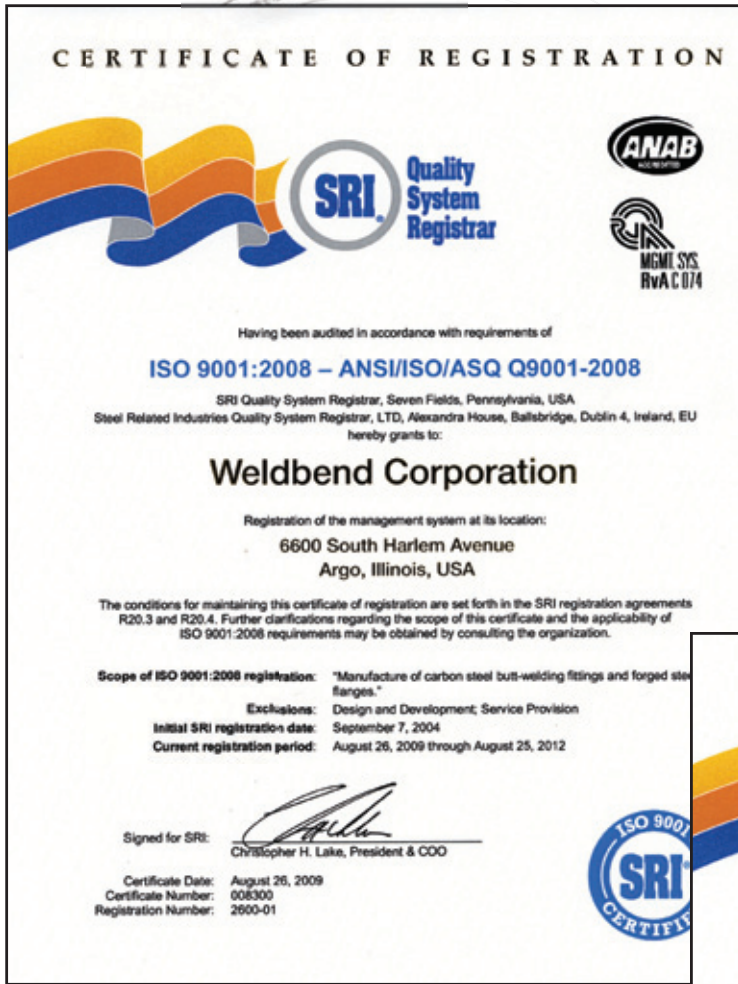 CERTIFICATE OF REGISTRATION
SRI
Quality
System
Registrar
ANAB
ACCREDITED
MGMT. SYS.
RvA C 074
Having been audited in accordance with requirements of
ISO 9001:2008 – ANSI/ISO/ASQ Q9001-2008
SRI Quality System Registrar, Seven Fields, Pennsylvania, USA
Steel Related Industries Quality System Registrar, LTD, Alexandra House, Ballsbridge, Dublin 4, Ireland, EU
hereby grants to:
Weldbend Corporation
Registration of the management system at its location:
6600 South Harlem Avenue
Argo, Illinois, USA
The conditions for maintaining this certificate of registration are set forth in the SRI registration agreements
R20.3 and R20.4. Further clarifications regarding the scope of this certificate and the applicability of
ISO 9001:2008 requirements may be obtained by consulting the organization.
Scope of ISO 9001:2008 registration: "Manufacture of carbon steel butt-welding fittings and forged
flanges."
Exclusions: Design and Development; Service Provision
Initial SRI registration date: September 7, 2004
Current registration period: August 26, 2009 through August 25, 2012
Signed for SRI:
Christopher H. Lake, President & COO
Certificate Date: August 26, 2009
Certificate Number: 008300
Registration Number: 2600-01
ISO 9001
SRI